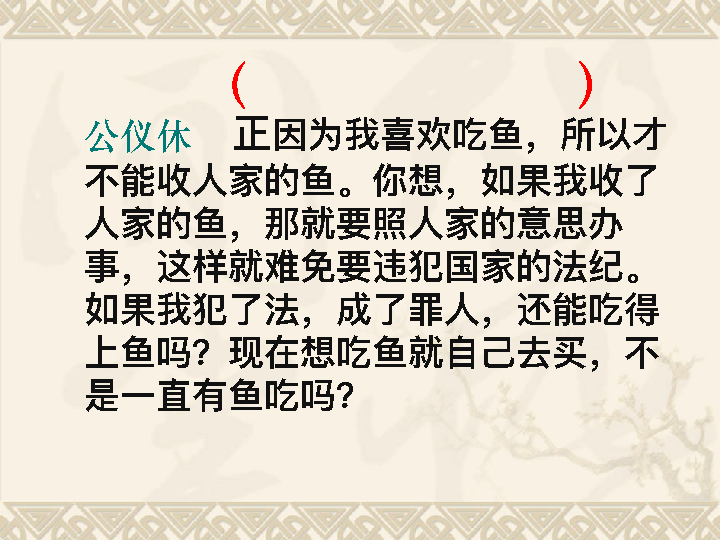 (                    )
公仪休  正因为我喜欢吃鱼，所以才
不能收人家的鱼。你想，如果我收了
人家的鱼，那就要照人家的意思办
事，这样就难免要违犯国家的法纪。
如果我犯了法，成了罪人，还能吃得
上鱼吗？现在想吃鱼就自己去买，不
是一直有鱼吃吗？